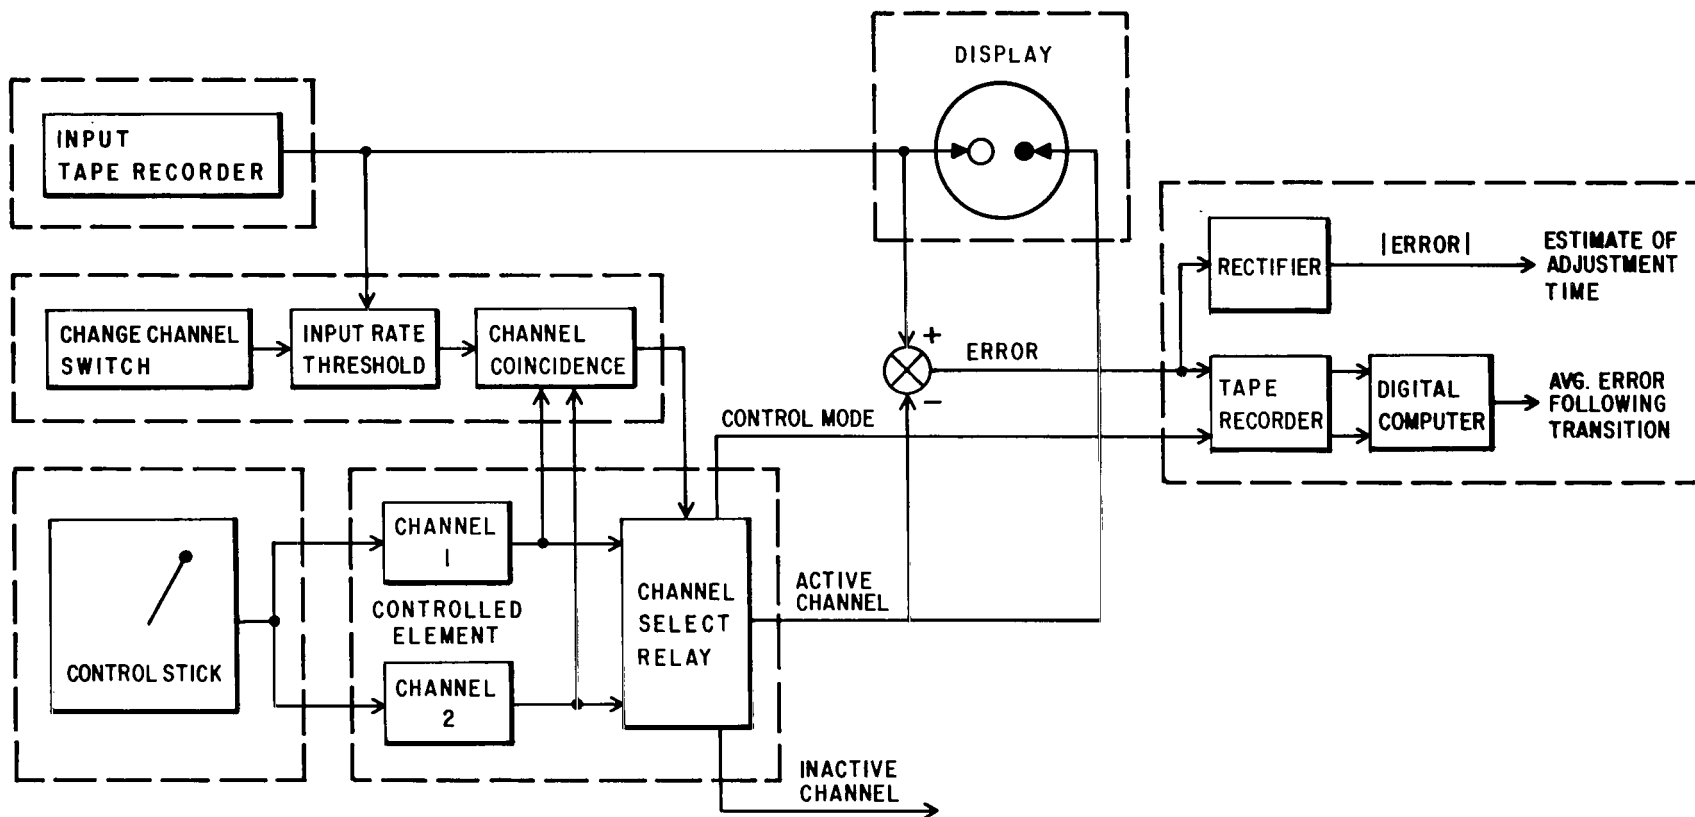 DISPLAY
INPUT
TAPE RECORDER
RECTIFIER
|ERROR|
ESTIMATE OF
ADJUSTMENT
TIME
CHANGE CHANNEL
SWITCH
INPUT RATE
THRESHOLD
CHANNEL
COINCIDENCE
+
ERROR
−
TAPE
RECORDER
DIGITAL
COMPUTER
AVG. ERROR
FOLLOWING
TRANSITION
CONTROL MODE
CONTROL STICK
CHANNEL
1
CONTROLLED
ELEMENT
CHANNEL
2
CHANNEL
SELECT
RELAY
ACTIVE
CHANNEL
INACTIVE
CHANNEL